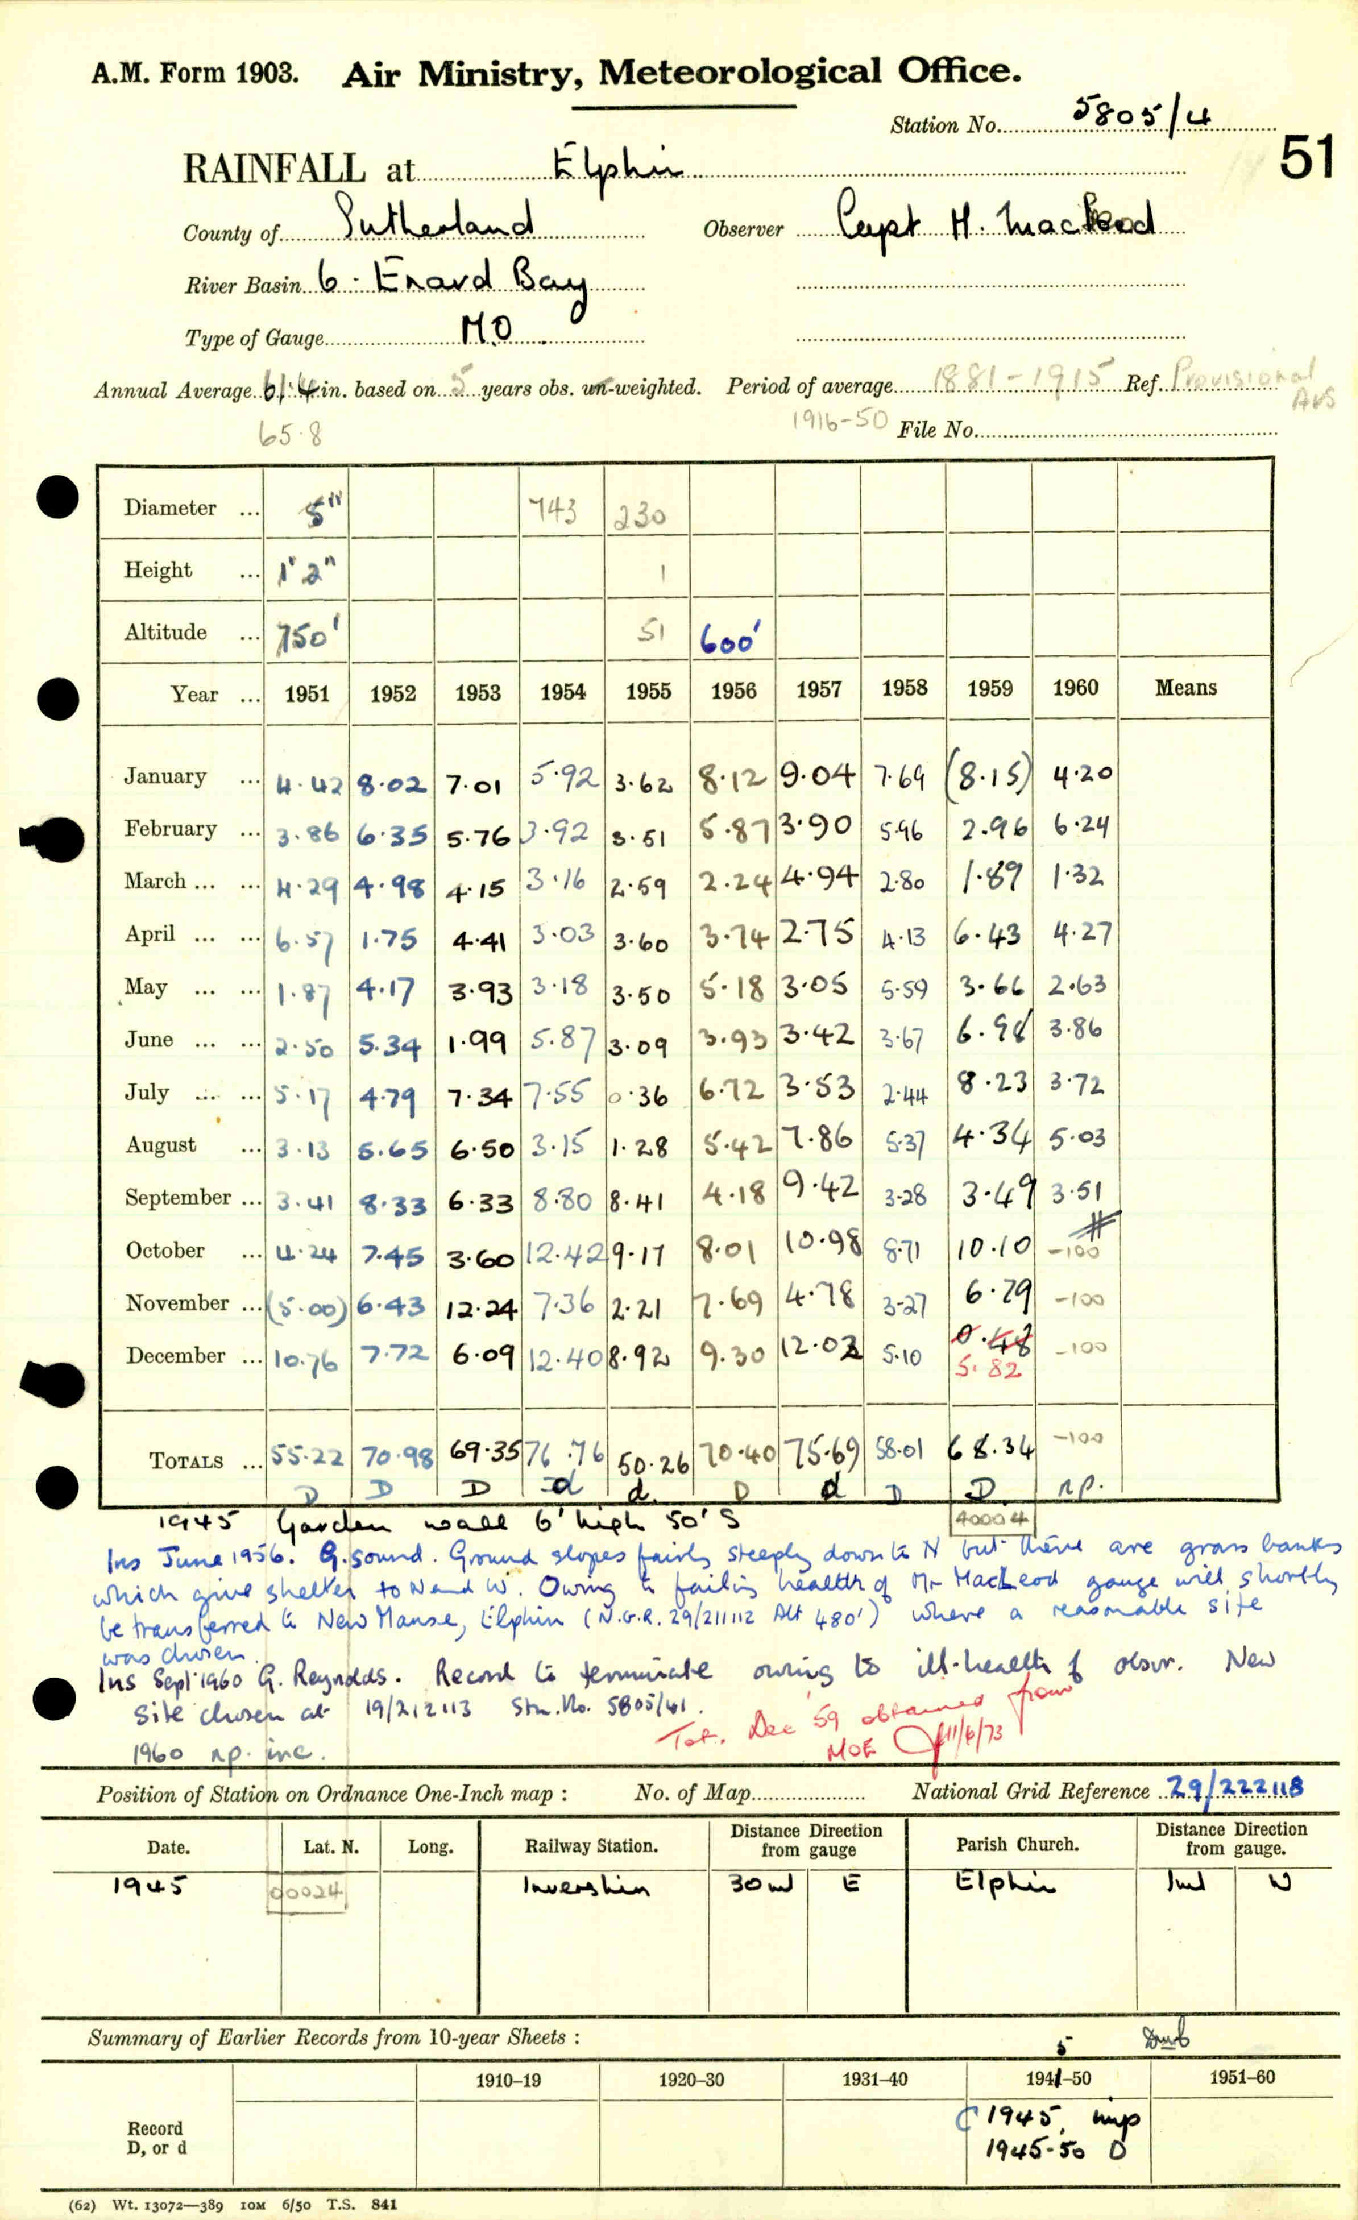 A.M. Form 1903. Air Ministry, Meteorological Office.
Station No. 5805/4
51
RAINFALL at Elphin
County of Sutherland Observer Capt H. MacLeod
River Basin 6. Enard Bay
Type of Gauge M.O
Annual Average 61.4 in. based on 5 years obs. un-weighted. Period of average 1881-1915 Ref. Provisional Avs
65.8 1916-50 File No.
Diameter ... 5" 743 230
Height ... 1' 2" 1
Altitude ... 750' 51 600'
Year ... 1951 1952 1953 1954 1955 1956 1957 1958 1959 1960 Means
January ... 4.42 8.02 7.01 5.92 3.62 8.12 9.04 7.69 (8.15) 4.20
February ... 3.86 6.35 5.76 3.92 3.51 5.87 3.90 5.96 2.96 6.24
March ... ... 4.29 4.98 4.15 3.16 2.59 2.24 4.94 2.80 1.89 1.32
April ... ... 6.57 1.75 4.41 3.03 3.60 3.74 2.75 4.13 6.43 4.27
May ... ... 1.87 4.17 3.93 3.18 3.50 5.18 3.05 5.59 3.66 2.63
June ... ... 2.50 5.34 1.99 5.87 3.09 3.93 3.42 3.67 6.98 3.86
July ... ... 5.17 4.79 7.34 7.55 0.36 6.72 3.53 2.44 8.23 3.72
August ... 3.13 5.65 6.50 3.15 1.28 5.42 7.86 5.37 4.34 5.03
September ... 3.41 8.33 6.33 8.80 8.41 4.18 9.42 3.28 3.49 3.51
October ... 4.24 7.45 3.60 12.42 9.17 8.01 10.98 8.71 10.10 -100
November ... (5.00) 6.43 12.24 7.36 2.21 7.69 4.78 3.27 6.29 -100
December ... 10.76 7.72 6.09 12.40 8.92 9.30 12.02 5.10 0.48 -100
5.82
TOTALS ... 55.22 70.98 69.35 76.76 50.26 70.40 75.69 58.01 68.34 -100
D D D d d. D d D D n.p.
1945 Garden wall 6' high 50' S 40004
Ins June 1956. G. sound. Ground slopes fairly steeply down to N but there are grass banks
which give shelter to N and W. Owing to failing health of Mr MacLeod gauge will shortly
be transferred to New Manse, Elphin (N.G.R. 29/211112 Alt 480') where a reasonable site
was chosen.
Ins Sept 1960 G. Reynolds. Record to terminate owing to ill-health of obsvr. New
Site chosen at 19/212113 Stn. No. 5805/41.
Tot. Dec '59 obtained from
1960 n.p. inc. MOE 11/6/73
Position of Station on Ordnance One-Inch map : No. of Map National Grid Reference 29/222118
Date. Lat. N. Long. Railway Station. Distance from Direction gauge Parish Church. Distance from Direction gauge.
1945 00024 Invershin 30ml E Elphin 1ml W
Summary of Earlier Records from 10-year Sheets :
5
1910–19 1920–30 1931–40 1941–50 1951–60
Record D, or d
C 1945, imp
1945-50 D
(62) Wt. 13072—389 10M 6/50 T.S. 841